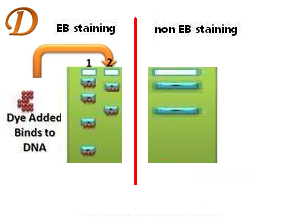 D
EB staining
non EB staining
1 2
Dye Added
Binds to
DNA